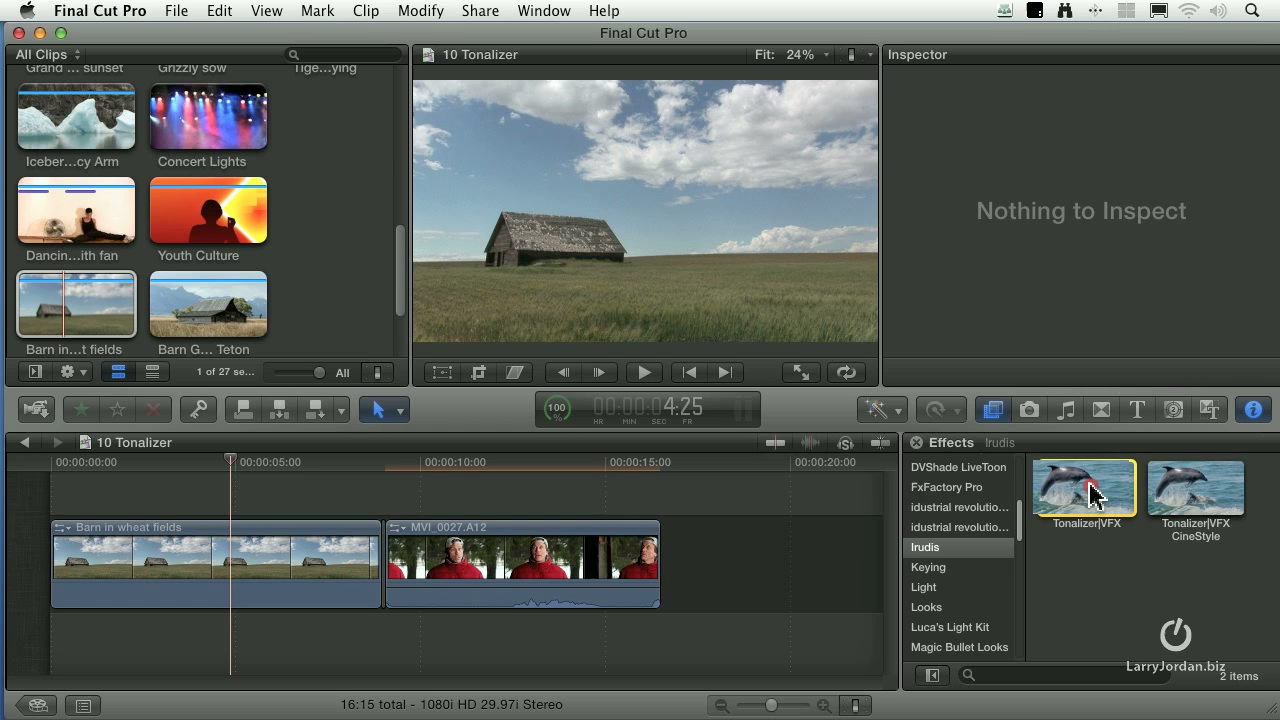 Final Cut Pro File Edit View Mark Clip Modify Share Window Help
Final Cut Pro
All Clips
Grand ... sunset Grizzly sow Tige...ying
Iceber...cy Arm Concert Lights
Dancin...ith fan Youth Culture
Barn in...t fields Barn G... Teton
1 of 27 se... All
10 Tonalizer Fit: 24%
Inspector
Nothing to Inspect
100 00:00:04:25
HR MIN SEC FR
10 Tonalizer
00:00:00:00 00:00:05:00 00:00:10:00 00:00:15:00 00:00:20:00
Barn in wheat fields MVI_0027.A12
Effects Irudis
DVShade LiveToon
FxFactory Pro
idustrial revolutio...
idustrial revolutio...
Irudis
Keying
Light
Looks
Luca's Light Kit
Magic Bullet Looks
Tonalizer|VFX
Tonalizer|VFX
CineStyle
LarryJordan.biz
2 items
16:15 total - 1080i HD 29.97i Stereo